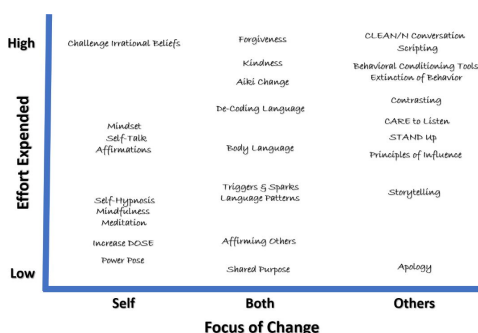 High
Effort Expended
Low
Challenge Irrational Beliefs
Mindset
Self-Talk
Affirmations
Self-Hypnosis
Mindfulness
Meditation
Increase DOSE
Power Pose
Forgiveness
Kindness
Aiki Change
De-Coding Language
Body Language
Triggers & Sparks
Language Patterns
Affirming Others
Shared Purpose
CLEAN/N Conversation
Scripting
Behavioral Conditioning Tools
Extinction of Behavior
Contrasting
CARE to Listen
STAND Up
Principles of Influence
Storytelling
Apology
Self
Both
Others
Focus of Change